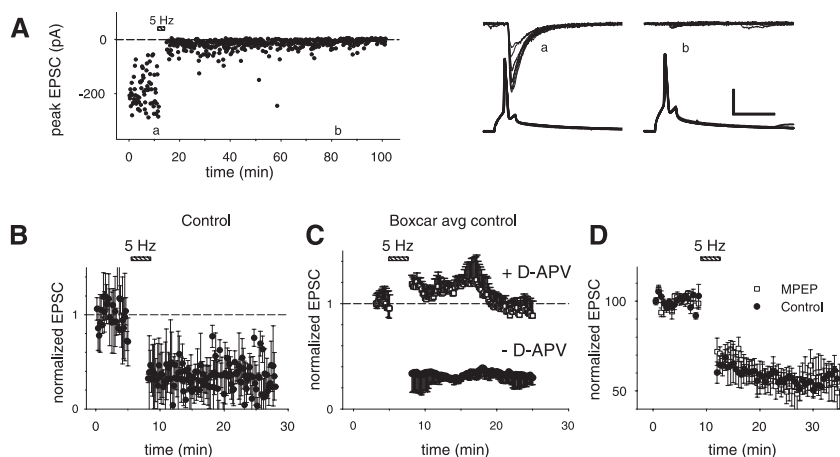 A
5 Hz
peak EPSC (pA)
0
-200
a
b
0 20 40 60 80 100
time (min)
a
b
B
Control
5 Hz
normalized EPSC
1
0
0 10 20 30
time (min)
C
Boxcar avg control
5 Hz
+ D-APV
- D-APV
normalized EPSC
1
0
0 10 20 30
time (min)
D
5 Hz
MPEP
Control
normalized EPSC
100
60
0 10 20 30
time (min)